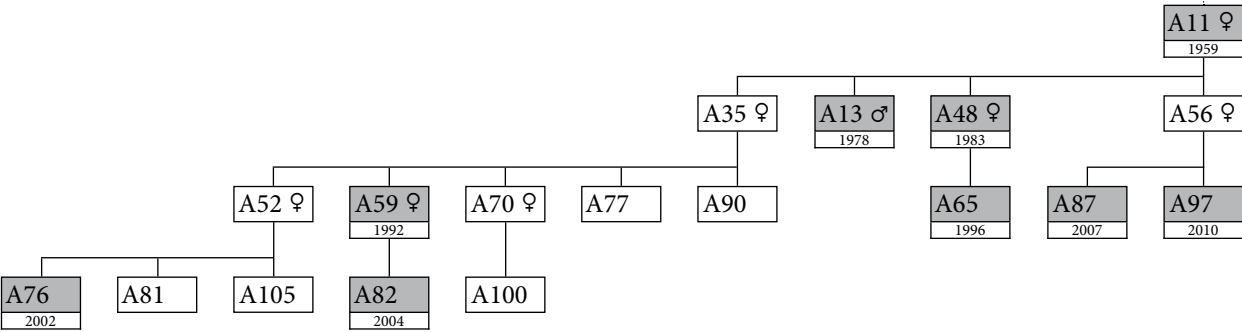 A11 ♀
1959
A35 ♀
A13 ♂
1978
A48 ♀
1983
A56 ♀
A52 ♀
A59 ♀
1992
A70 ♀
A77
A90
A65
1996
A87
2007
A97
2010
A76
2002
A81
A105
A82
2004
A100